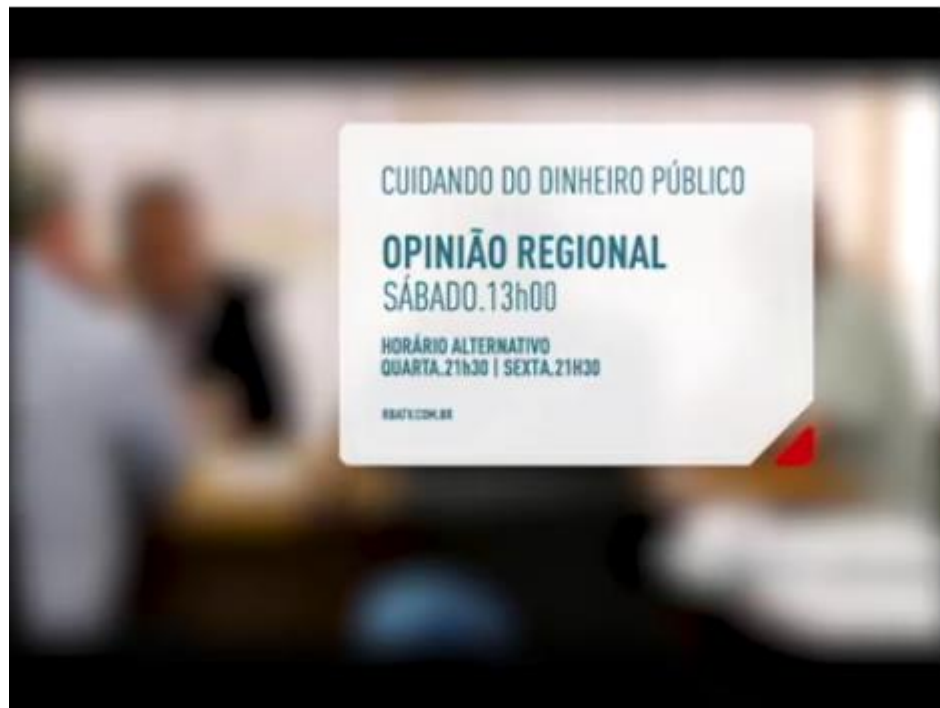 CUIDANDO DO DINHEIRO PÚBLICO
OPINIÃO REGIONAL
SÁBADO.13h00
HORÁRIO ALTERNATIVO
QUARTA.21h30 | SEXTA.21H30
RBATV.COM.BR